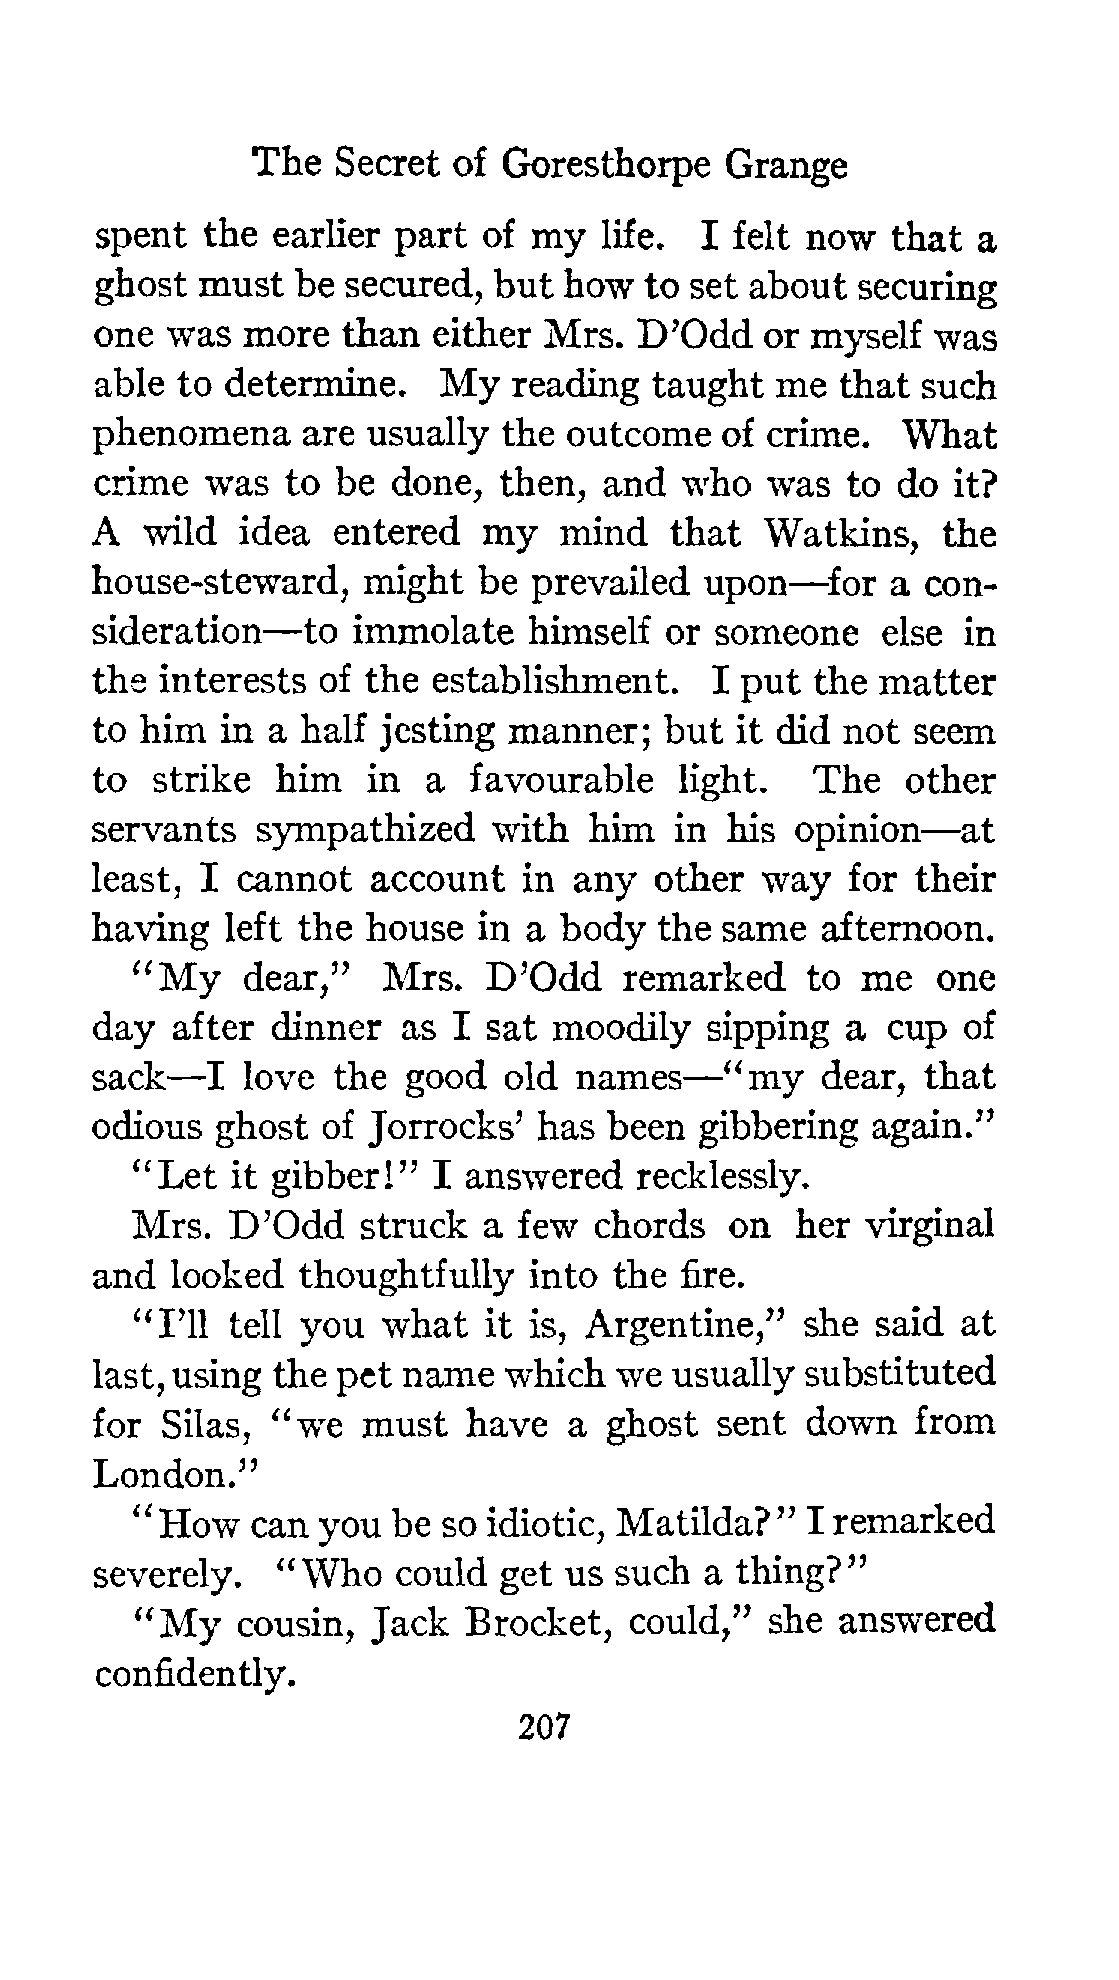 The Secret of Goresthorpe Grange
spent the earlier part of my life. I felt now that a
ghost must be secured, but how to set about securing
one was more than either Mrs. D'Odd or myself was
able to determine. My reading taught me that such
phenomena are usually the outcome of crime. What
crime was to be done, then, and who was to do it?
A wild idea entered my mind that Watkins, the
house-steward, might be prevailed upon—for a con-
sideration—to immolate himself or someone else in
the interests of the establishment. I put the matter
to him in a half jesting manner; but it did not seem
to strike him in a favourable light. The other
servants sympathized with him in his opinion—at
least, I cannot account in any other way for their
having left the house in a body the same afternoon.
"My dear," Mrs. D'Odd remarked to me one
day after dinner as I sat moodily sipping a cup of
sack—I love the good old names—"my dear, that
odious ghost of Jorrocks' has been gibbering again."
"Let it gibber!" I answered recklessly.
Mrs. D'Odd struck a few chords on her virginal
and looked thoughtfully into the fire.
"I'll tell you what it is, Argentine," she said at
last, using the pet name which we usually substituted
for Silas, "we must have a ghost sent down from
London."
"How can you be so idiotic, Matilda?" I remarked
severely. "Who could get us such a thing?"
"My cousin, Jack Brocket, could," she answered
confidently.
207